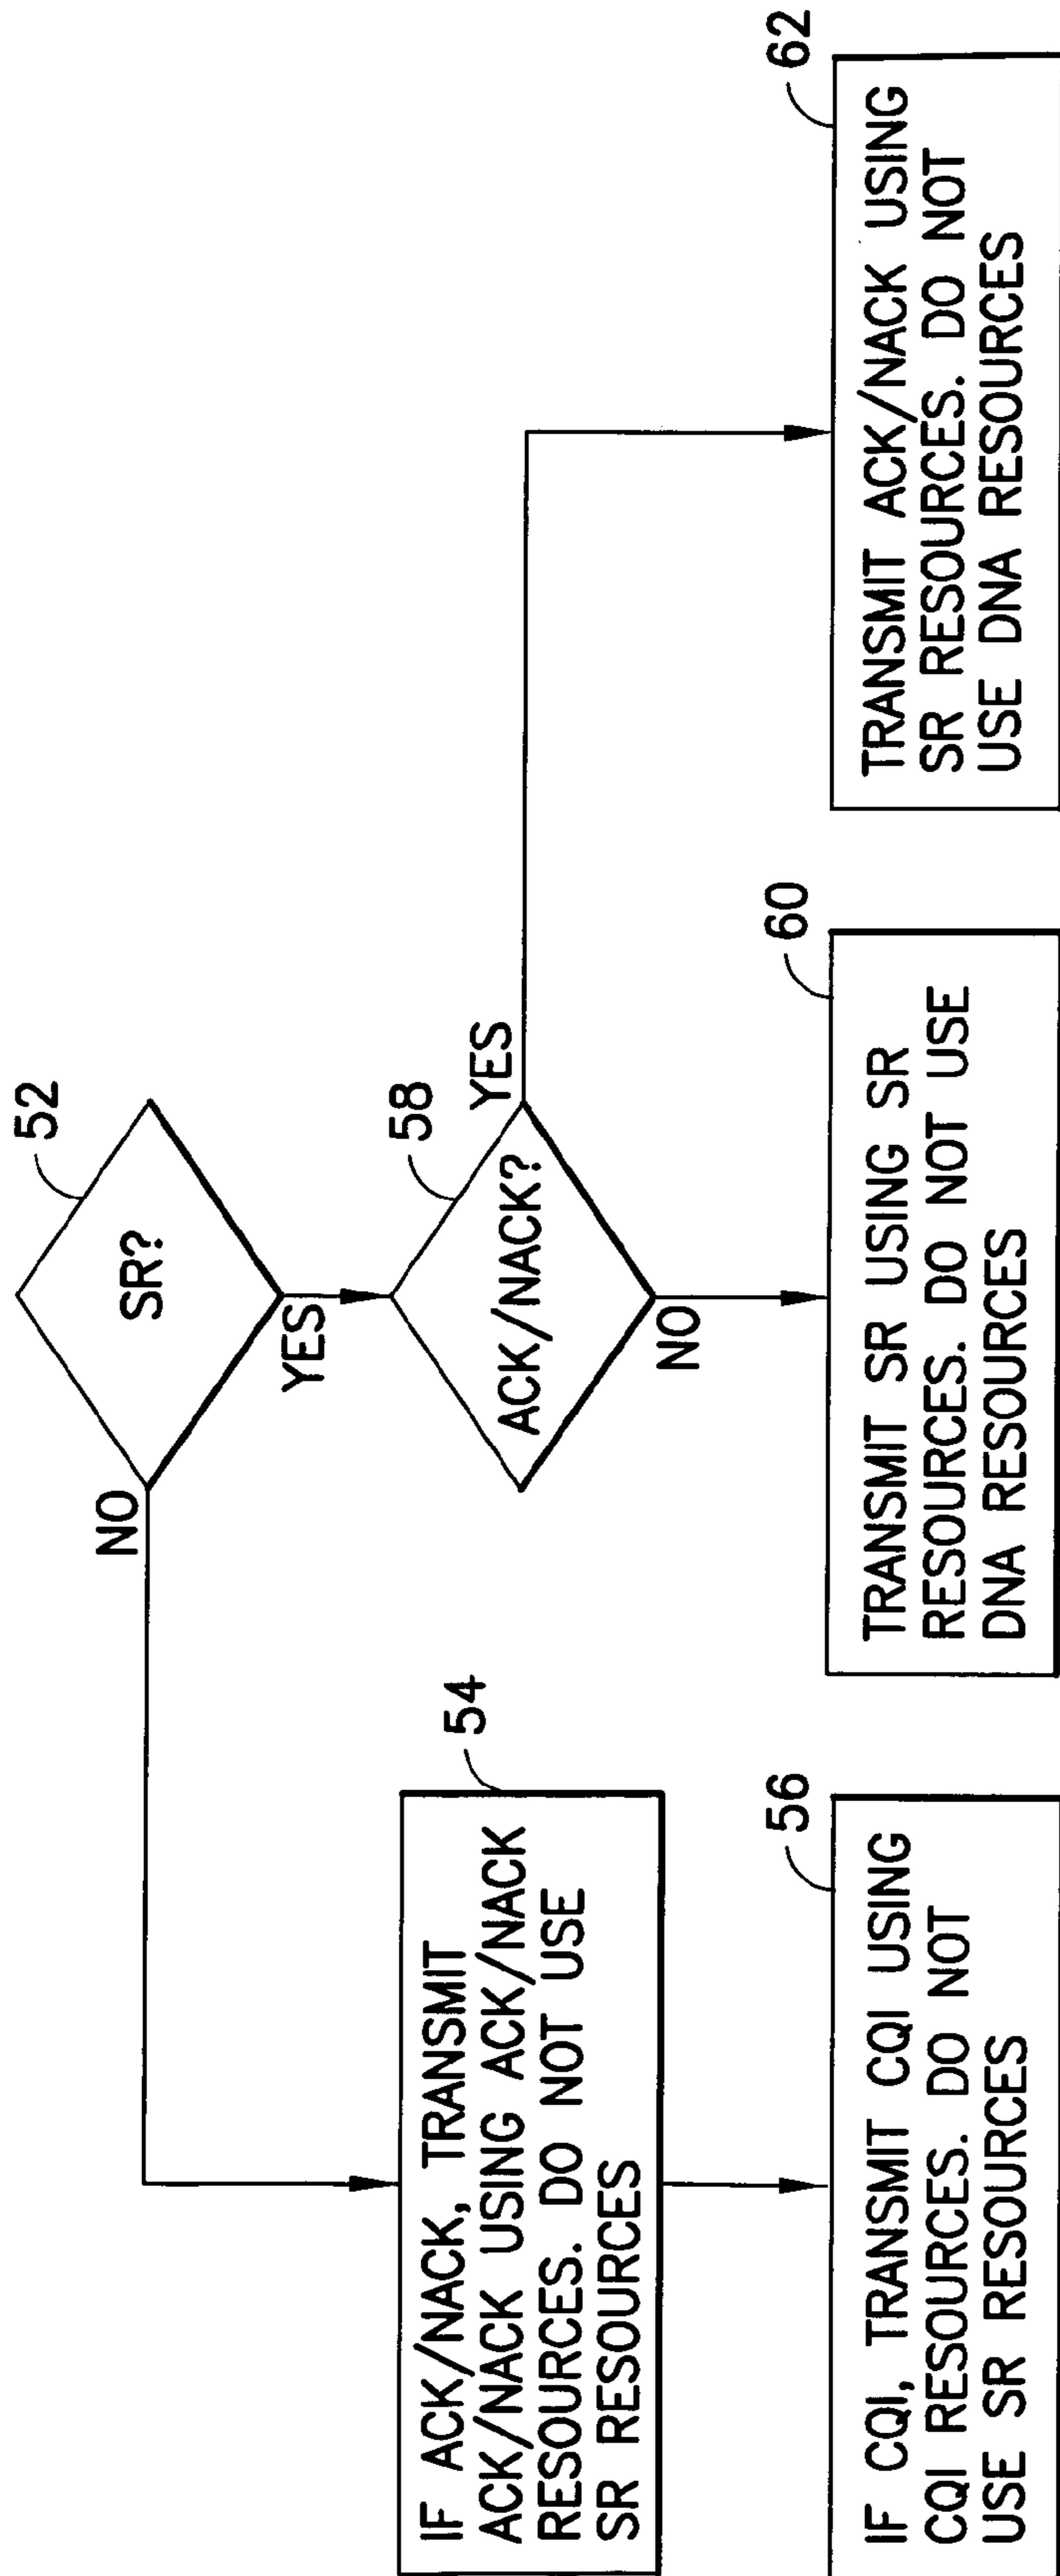 52
SR?
NO
YES
58
ACK/NACK?
YES
NO
54
IF ACK/NACK, TRANSMIT
ACK/NACK USING ACK/NACK
RESOURCES. DO NOT USE
SR RESOURCES
56
IF CQI, TRANSMIT CQI USING
CQI RESOURCES. DO NOT
USE SR RESOURCES
60
TRANSMIT SR USING SR
RESOURCES. DO NOT USE
DNA RESOURCES
62
TRANSMIT ACK/NACK USING
SR RESOURCES. DO NOT
USE DNA RESOURCES